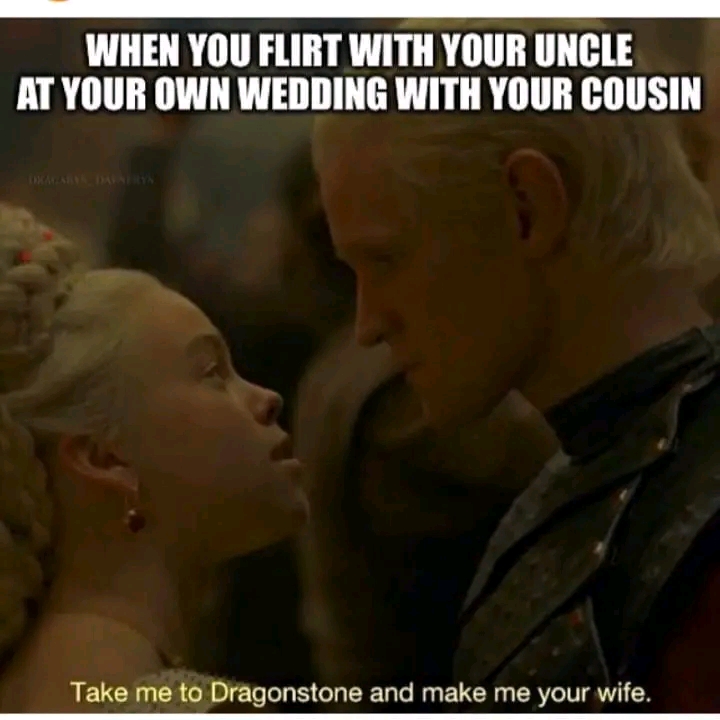 WHEN YOU FLIRT WITH YOUR UNCLE
AT YOUR OWN WEDDING WITH YOUR COUSIN
DRACARYS_DAENERYS
Take me to Dragonstone and make me your wife.